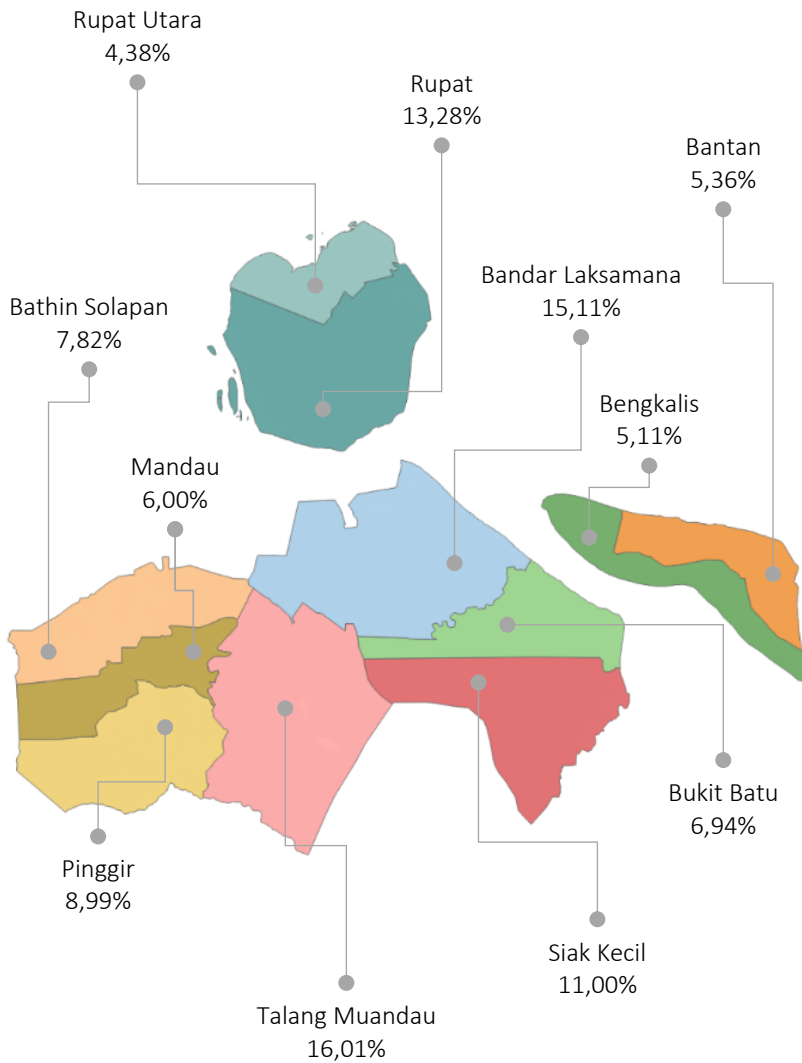 Rupat Utara
4,38%
Rupat
13,28%
Bantan
5,36%
Bandar Laksamana
15,11%
Bathin Solapan
7,82%
Bengkalis
5,11%
Mandau
6,00%
Bukit Batu
6,94%
Pinggir
8,99%
Siak Kecil
11,00%
Talang Muandau
16,01%